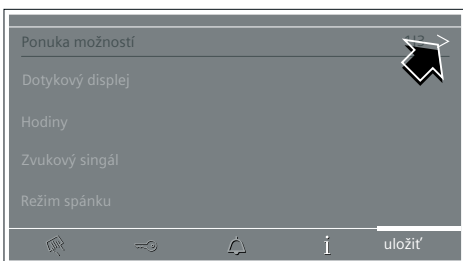 Ponuka možností
Dotykový displej
Hodiny
Zvukový singál
Režim spánku
i uložiť